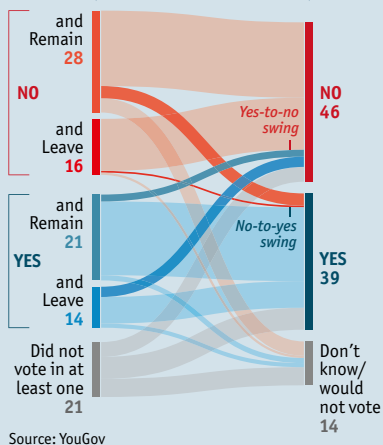 and
Remain
28
NO
and
Leave
16
and
Remain
21
YES
and
Leave
14
Did not
vote in at
least one
21
Yes-to-no
swing
No-to-yes
swing
NO
46
YES
39
Don't
know/
would
not vote
14
Source: YouGov